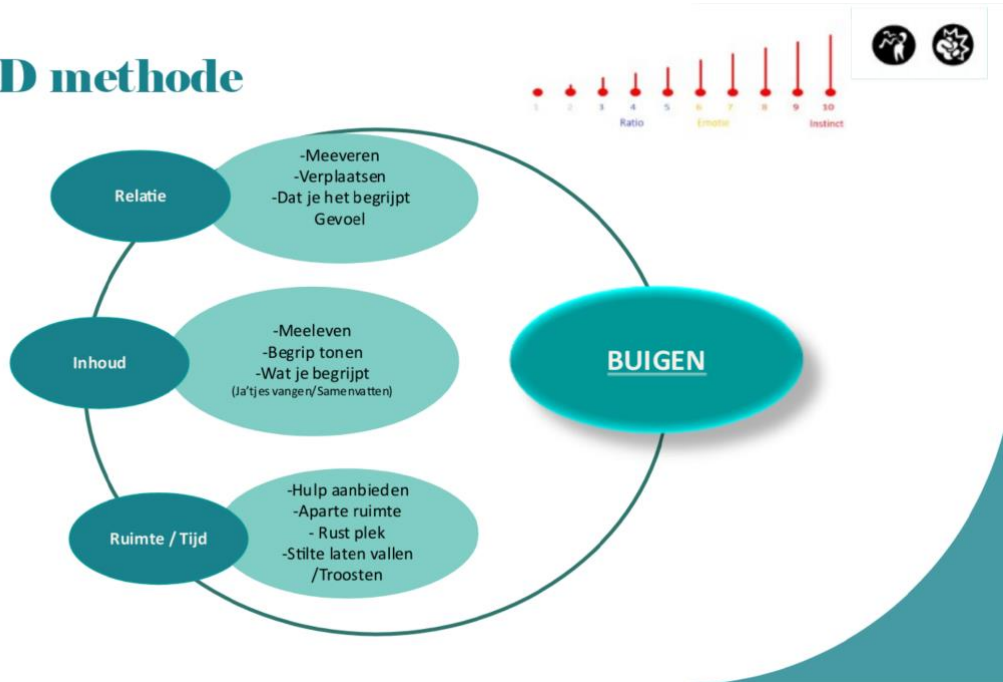 D methode
1 2 3 4 5 6 7 8 9 10
Ratio Emotie Instinct
Relatie
-Meeveren
-Verplaatsen
-Dat je het begrijpt
Gevoel
Inhoud
-Meeleven
-Begrip tonen
-Wat je begrijpt
(Ja'tjes vangen/Samenvatten)
BUIGEN
Ruimte / Tijd
-Hulp aanbieden
-Aparte ruimte
- Rust plek
-Stilte laten vallen
/Troosten